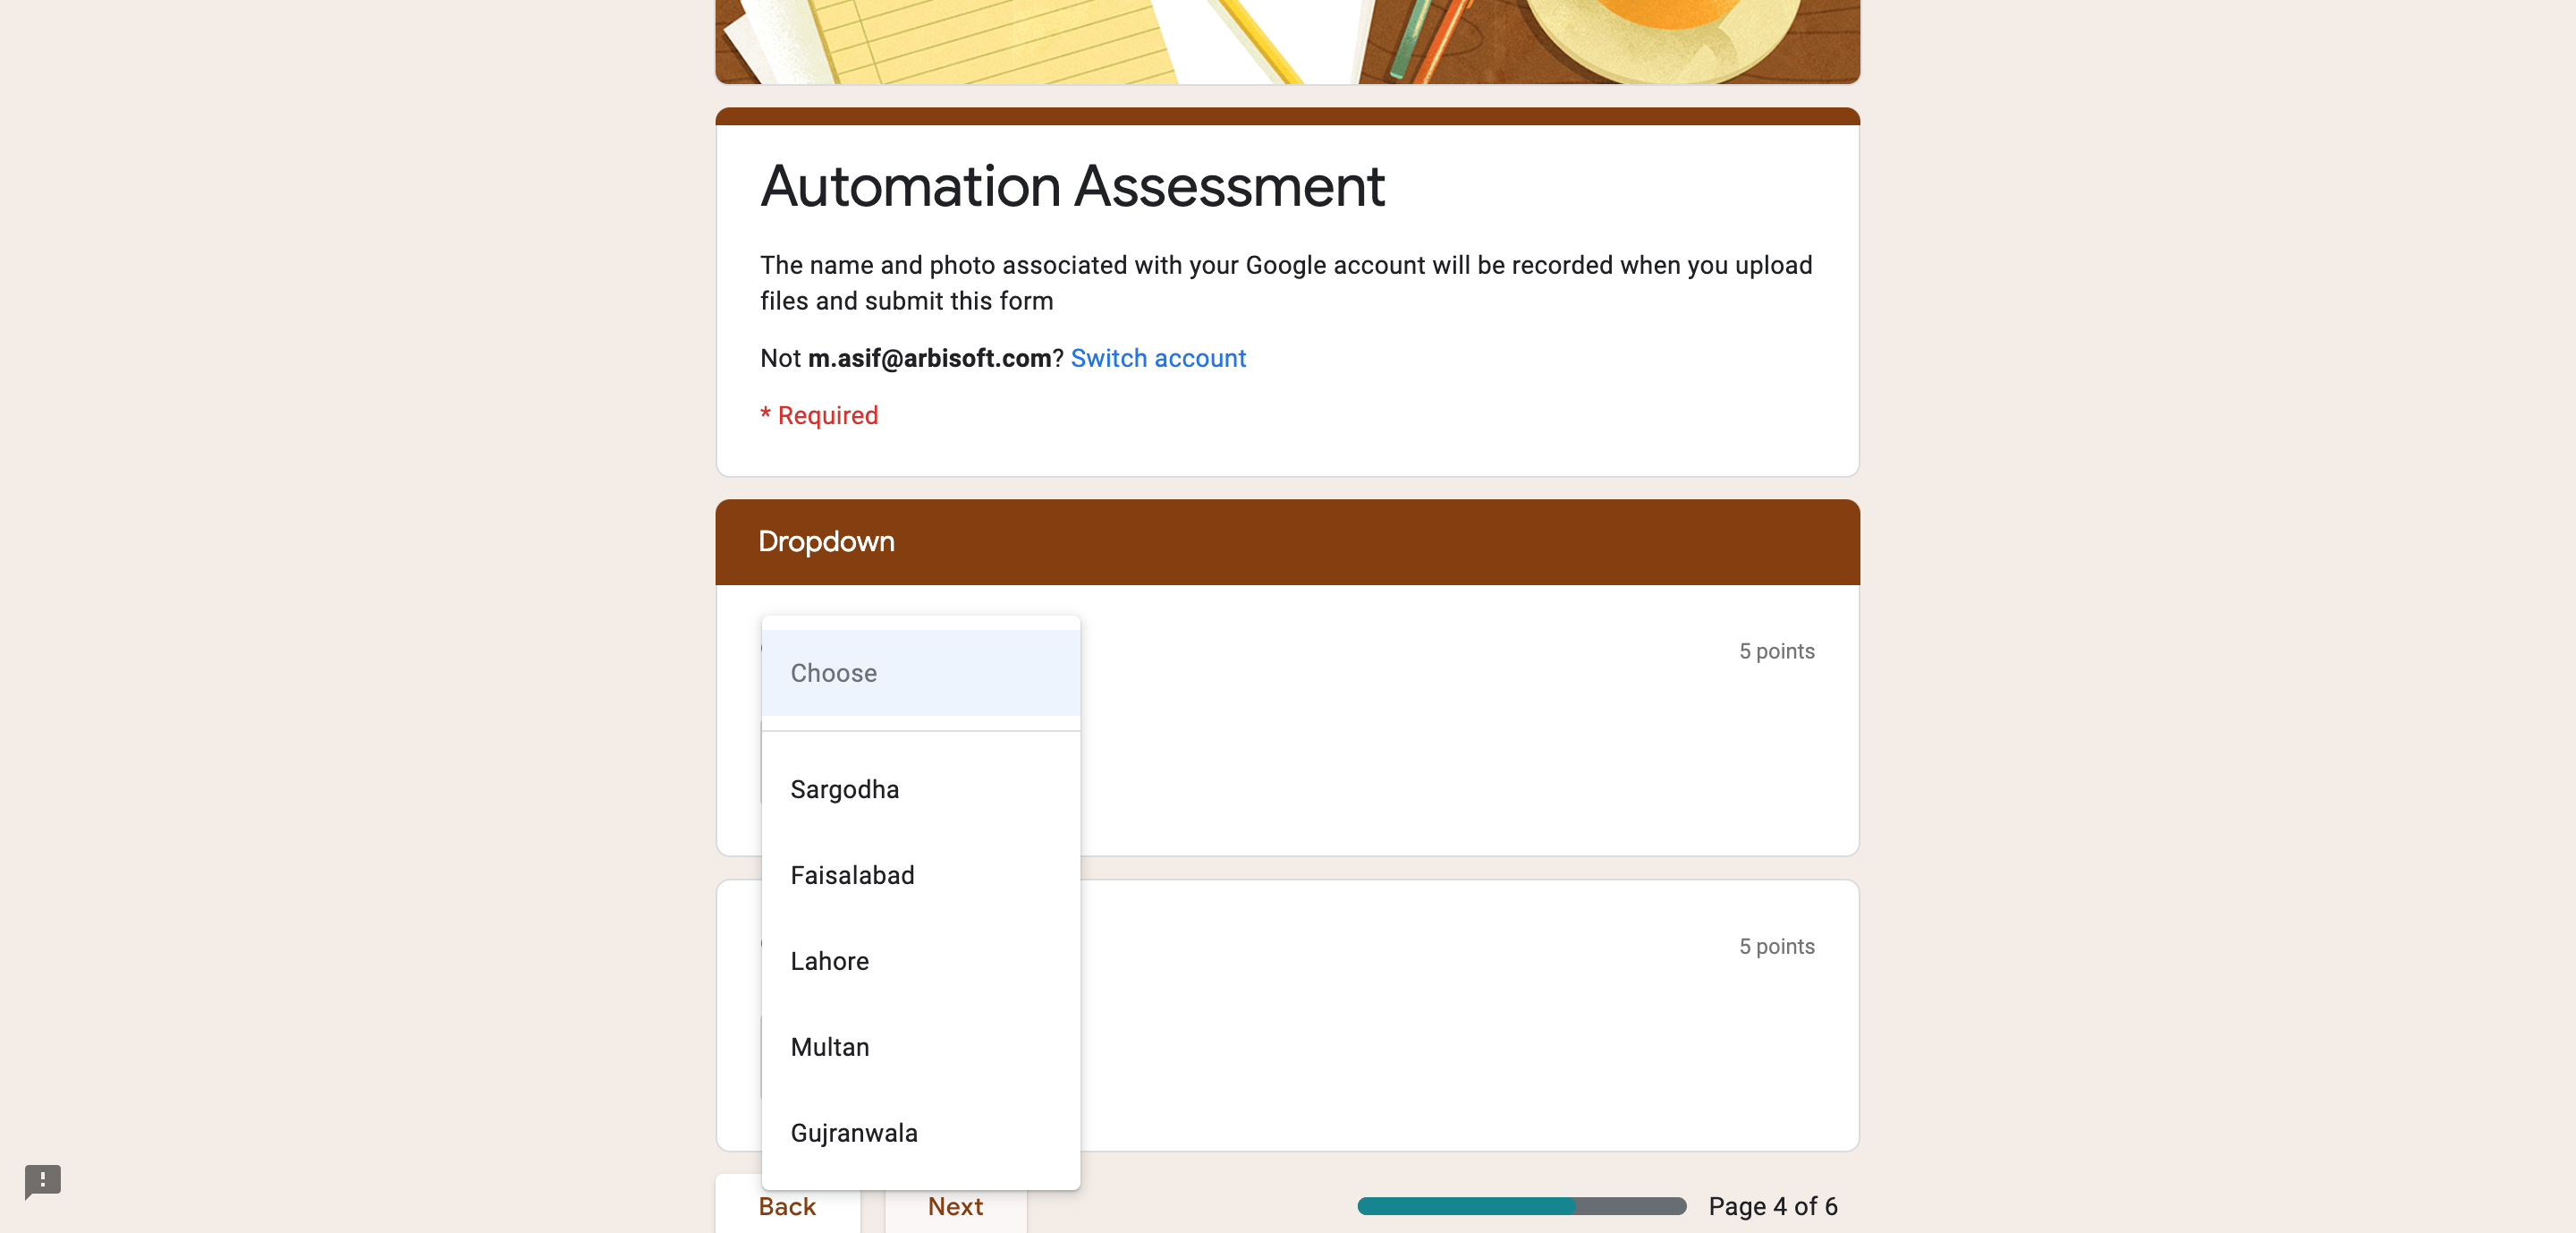 Automation Assessment
The name and photo associated with your Google account will be recorded when you upload
files and submit this form
Not m.asif@arbisoft.com? Switch account
* Required
Dropdown
5 points
Choose
Sargodha
Faisalabad
Lahore
5 points
Multan
Gujranwala
Back
Next
Page 4 of 6